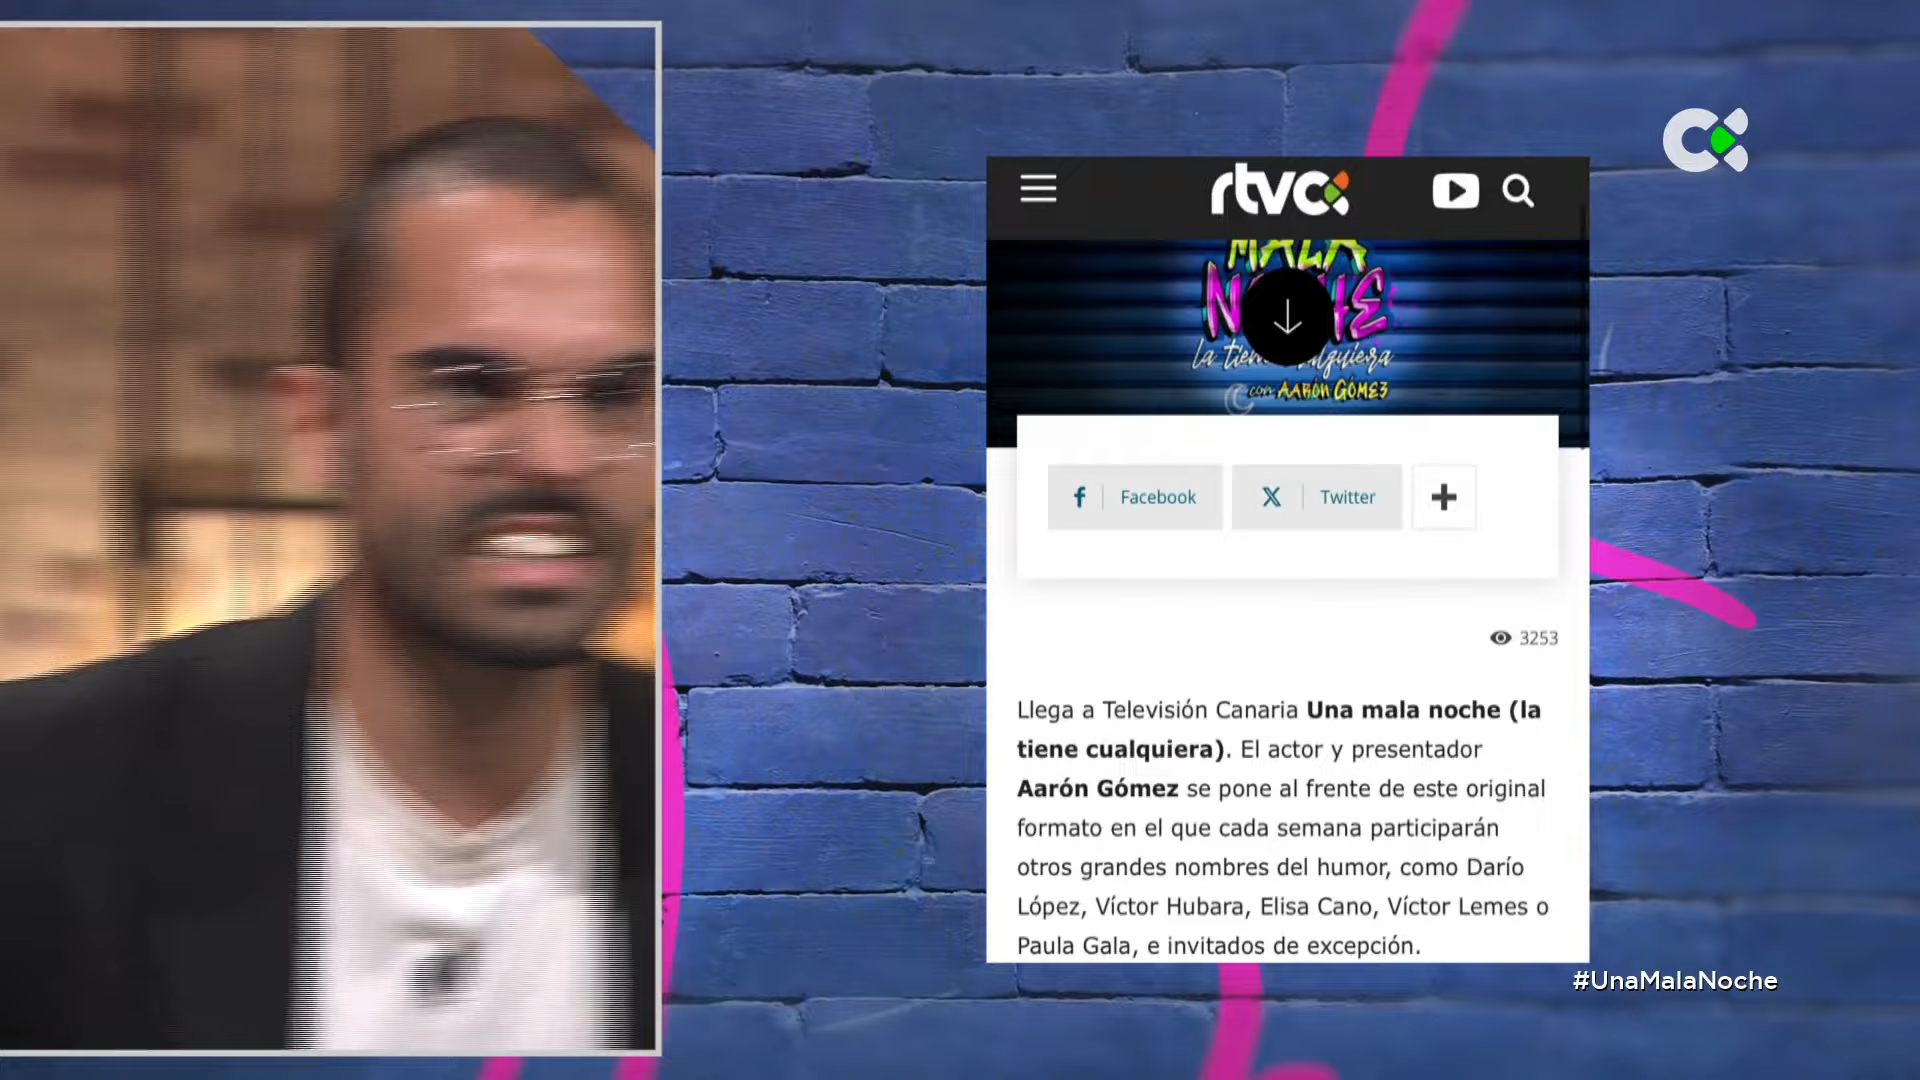 rtvc
MALA
la tiene cualquiera
con AARÓN GÓMEZ
Facebook
Twitter
3253
Llega a Televisión Canaria Una mala noche (la
tiene cualquiera). El actor y presentador
Aarón Gómez se pone al frente de este original
formato en el que cada semana participarán
otros grandes nombres del humor, como Darío
López, Víctor Hubara, Elisa Cano, Víctor Lemes o
Paula Gala, e invitados de excepción.
#UnaMalaNoche